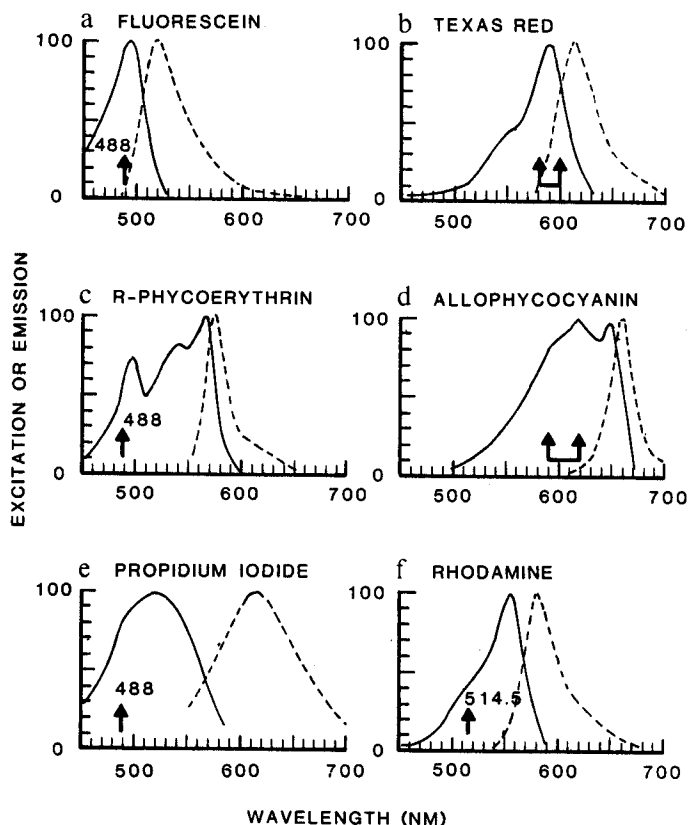 a FLUORESCEIN
100
488
0
500 600 700
b TEXAS RED
100
0
500 600 700
c R-PHYCOERYTHRIN
100
488
0
500 600 700
d ALLOPHYCOCYANIN
100
0
500 600 700
e PROPIDIUM IODIDE
100
488
0
500 600 700
f RHODAMINE
100
514.5
0
500 600 700
EXCITATION OR EMISSION
WAVELENGTH (NM)